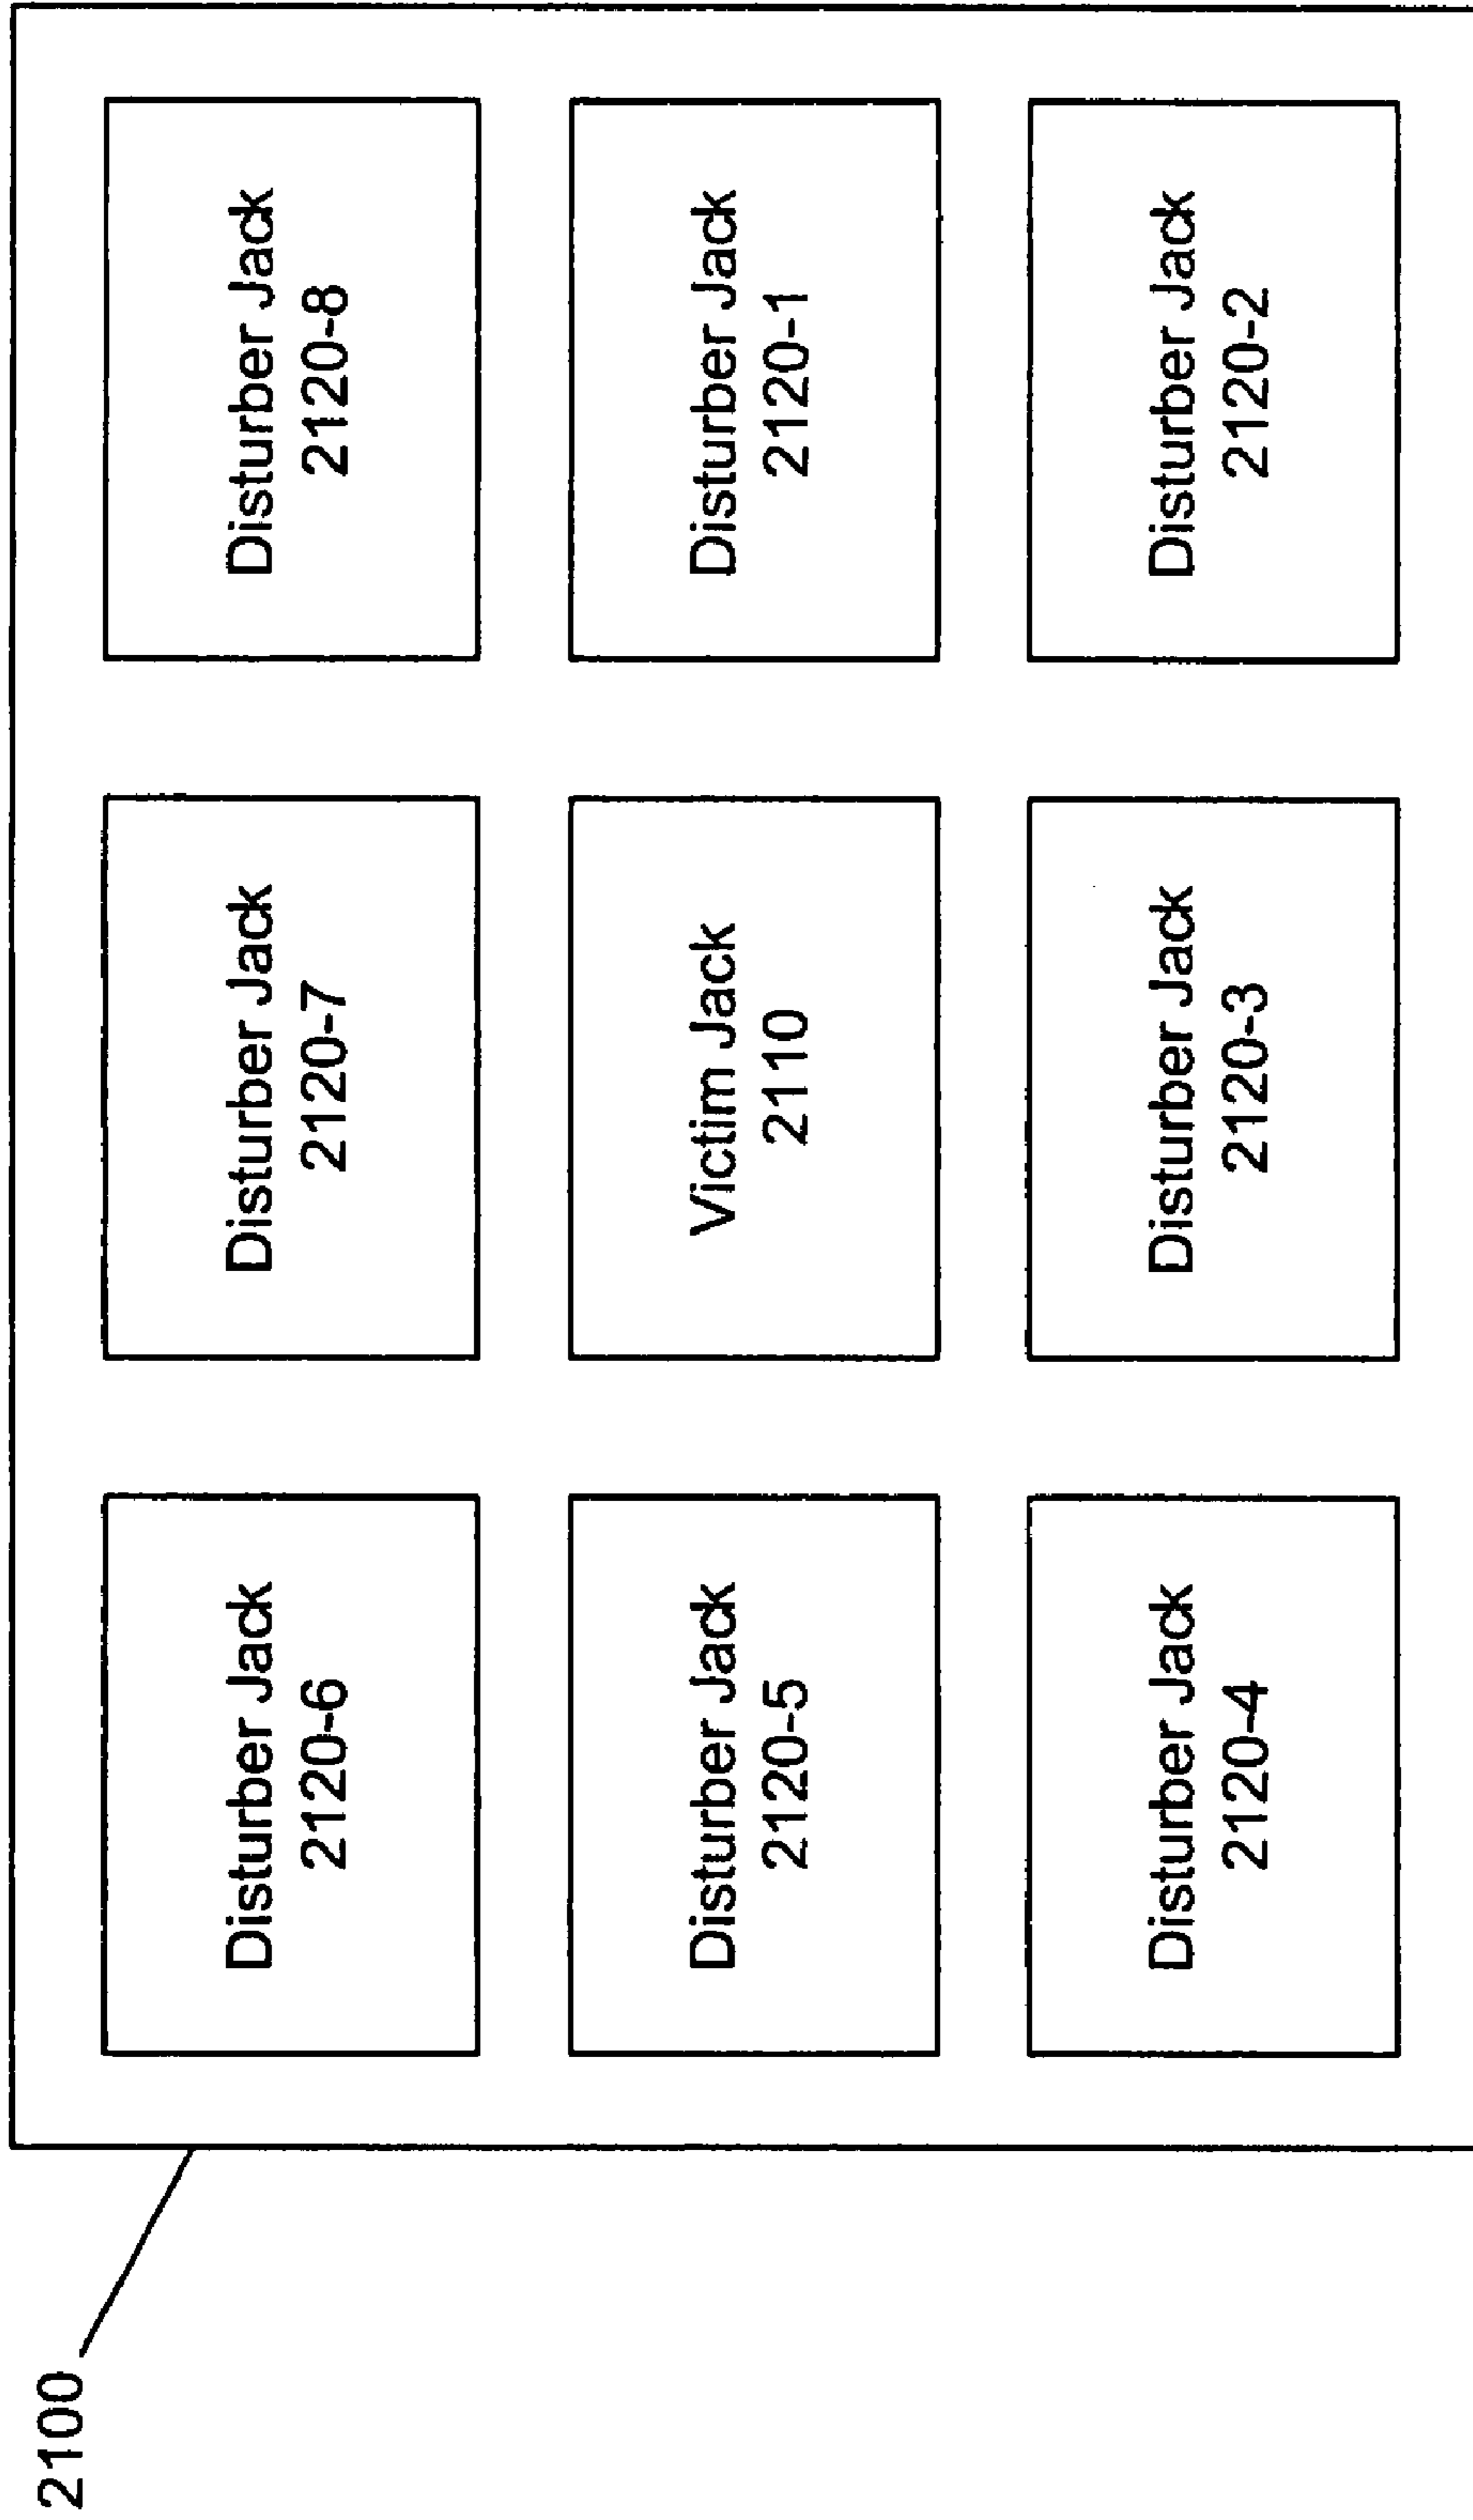 2100
Disturber Jack
2120-6
Disturber Jack
2120-7
Disturber Jack
2120-8
Disturber Jack
2120-5
Victim Jack
2110
Disturber Jack
2120-1
Disturber Jack
2120-4
Disturber Jack
2120-3
Disturber Jack
2120-2